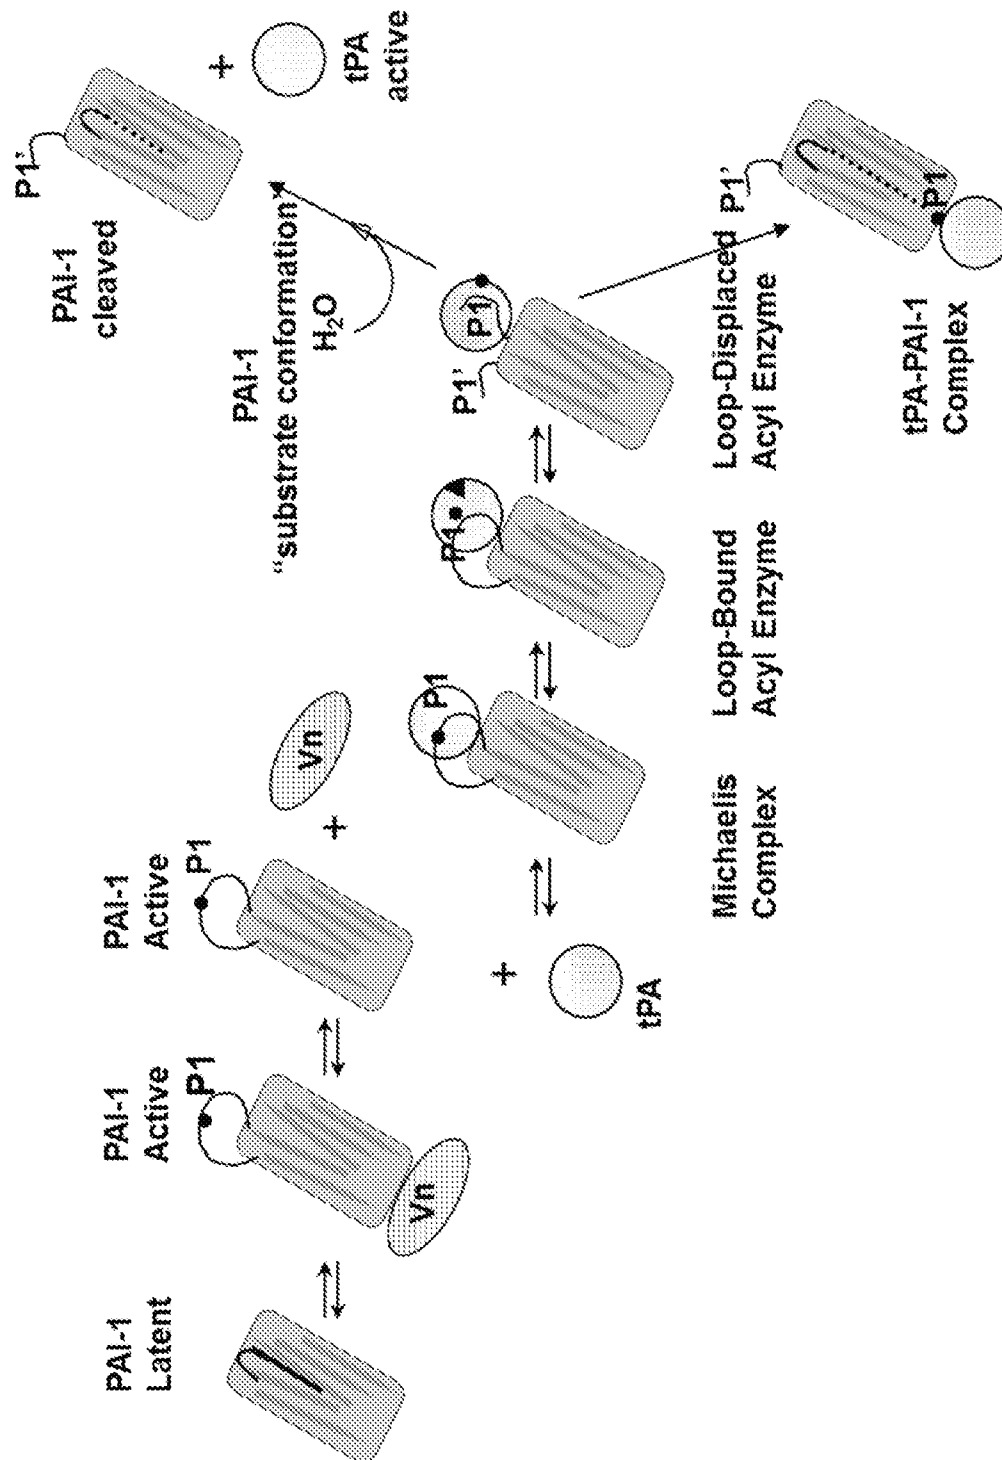 PAI-1
Latent
PAI-1
Active
P1
Vn
PAI-1
Active
P1
+
Vn
+
tPA
P1
Michaelis
Complex
P1
Loop-Bound
Acyl Enzyme
P1'
P1
Loop-Displaced
Acyl Enzyme
PAI-1
“substrate conformation”
H₂O
PAI-1
cleaved
P1'
+
tPA
active
P1'
P1
tPA-PAI-1
Complex